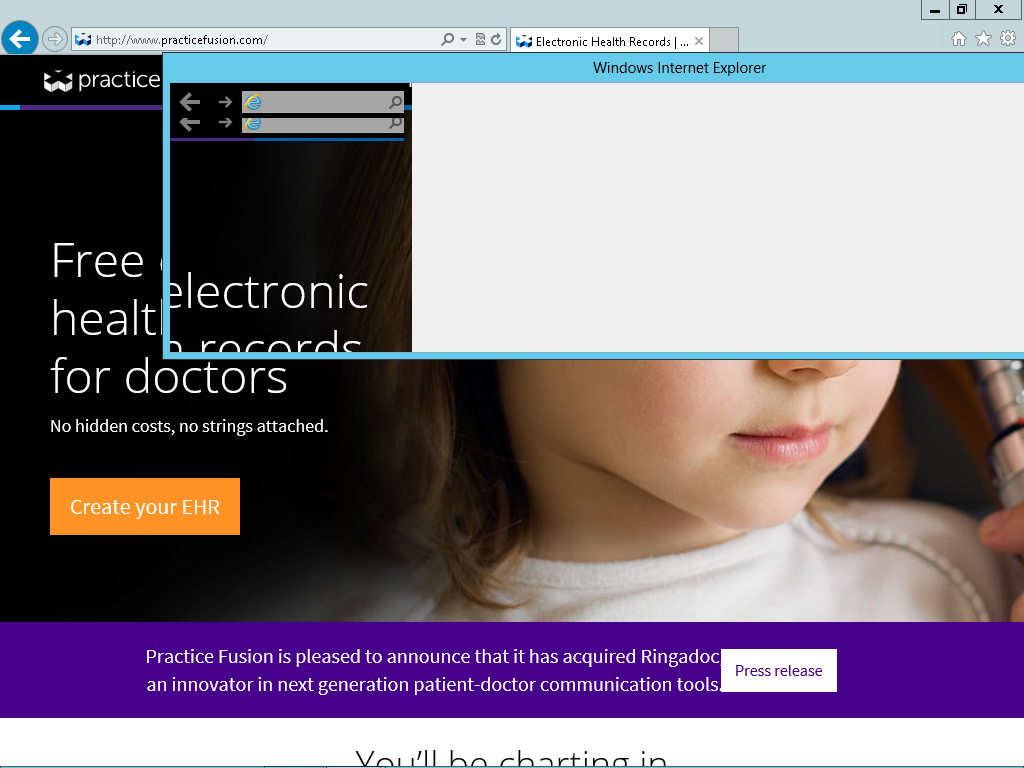 http://www.practicefusion.com/
Electronic Health Records | ...
Windows Internet Explorer
practice
Free
electronic
health
records
for doctors
No hidden costs, no strings attached.
Create your EHR
Practice Fusion is pleased to announce that it has acquired Ringadoc,
an innovator in next generation patient-doctor communication tools.
Press release
You'll be charting in